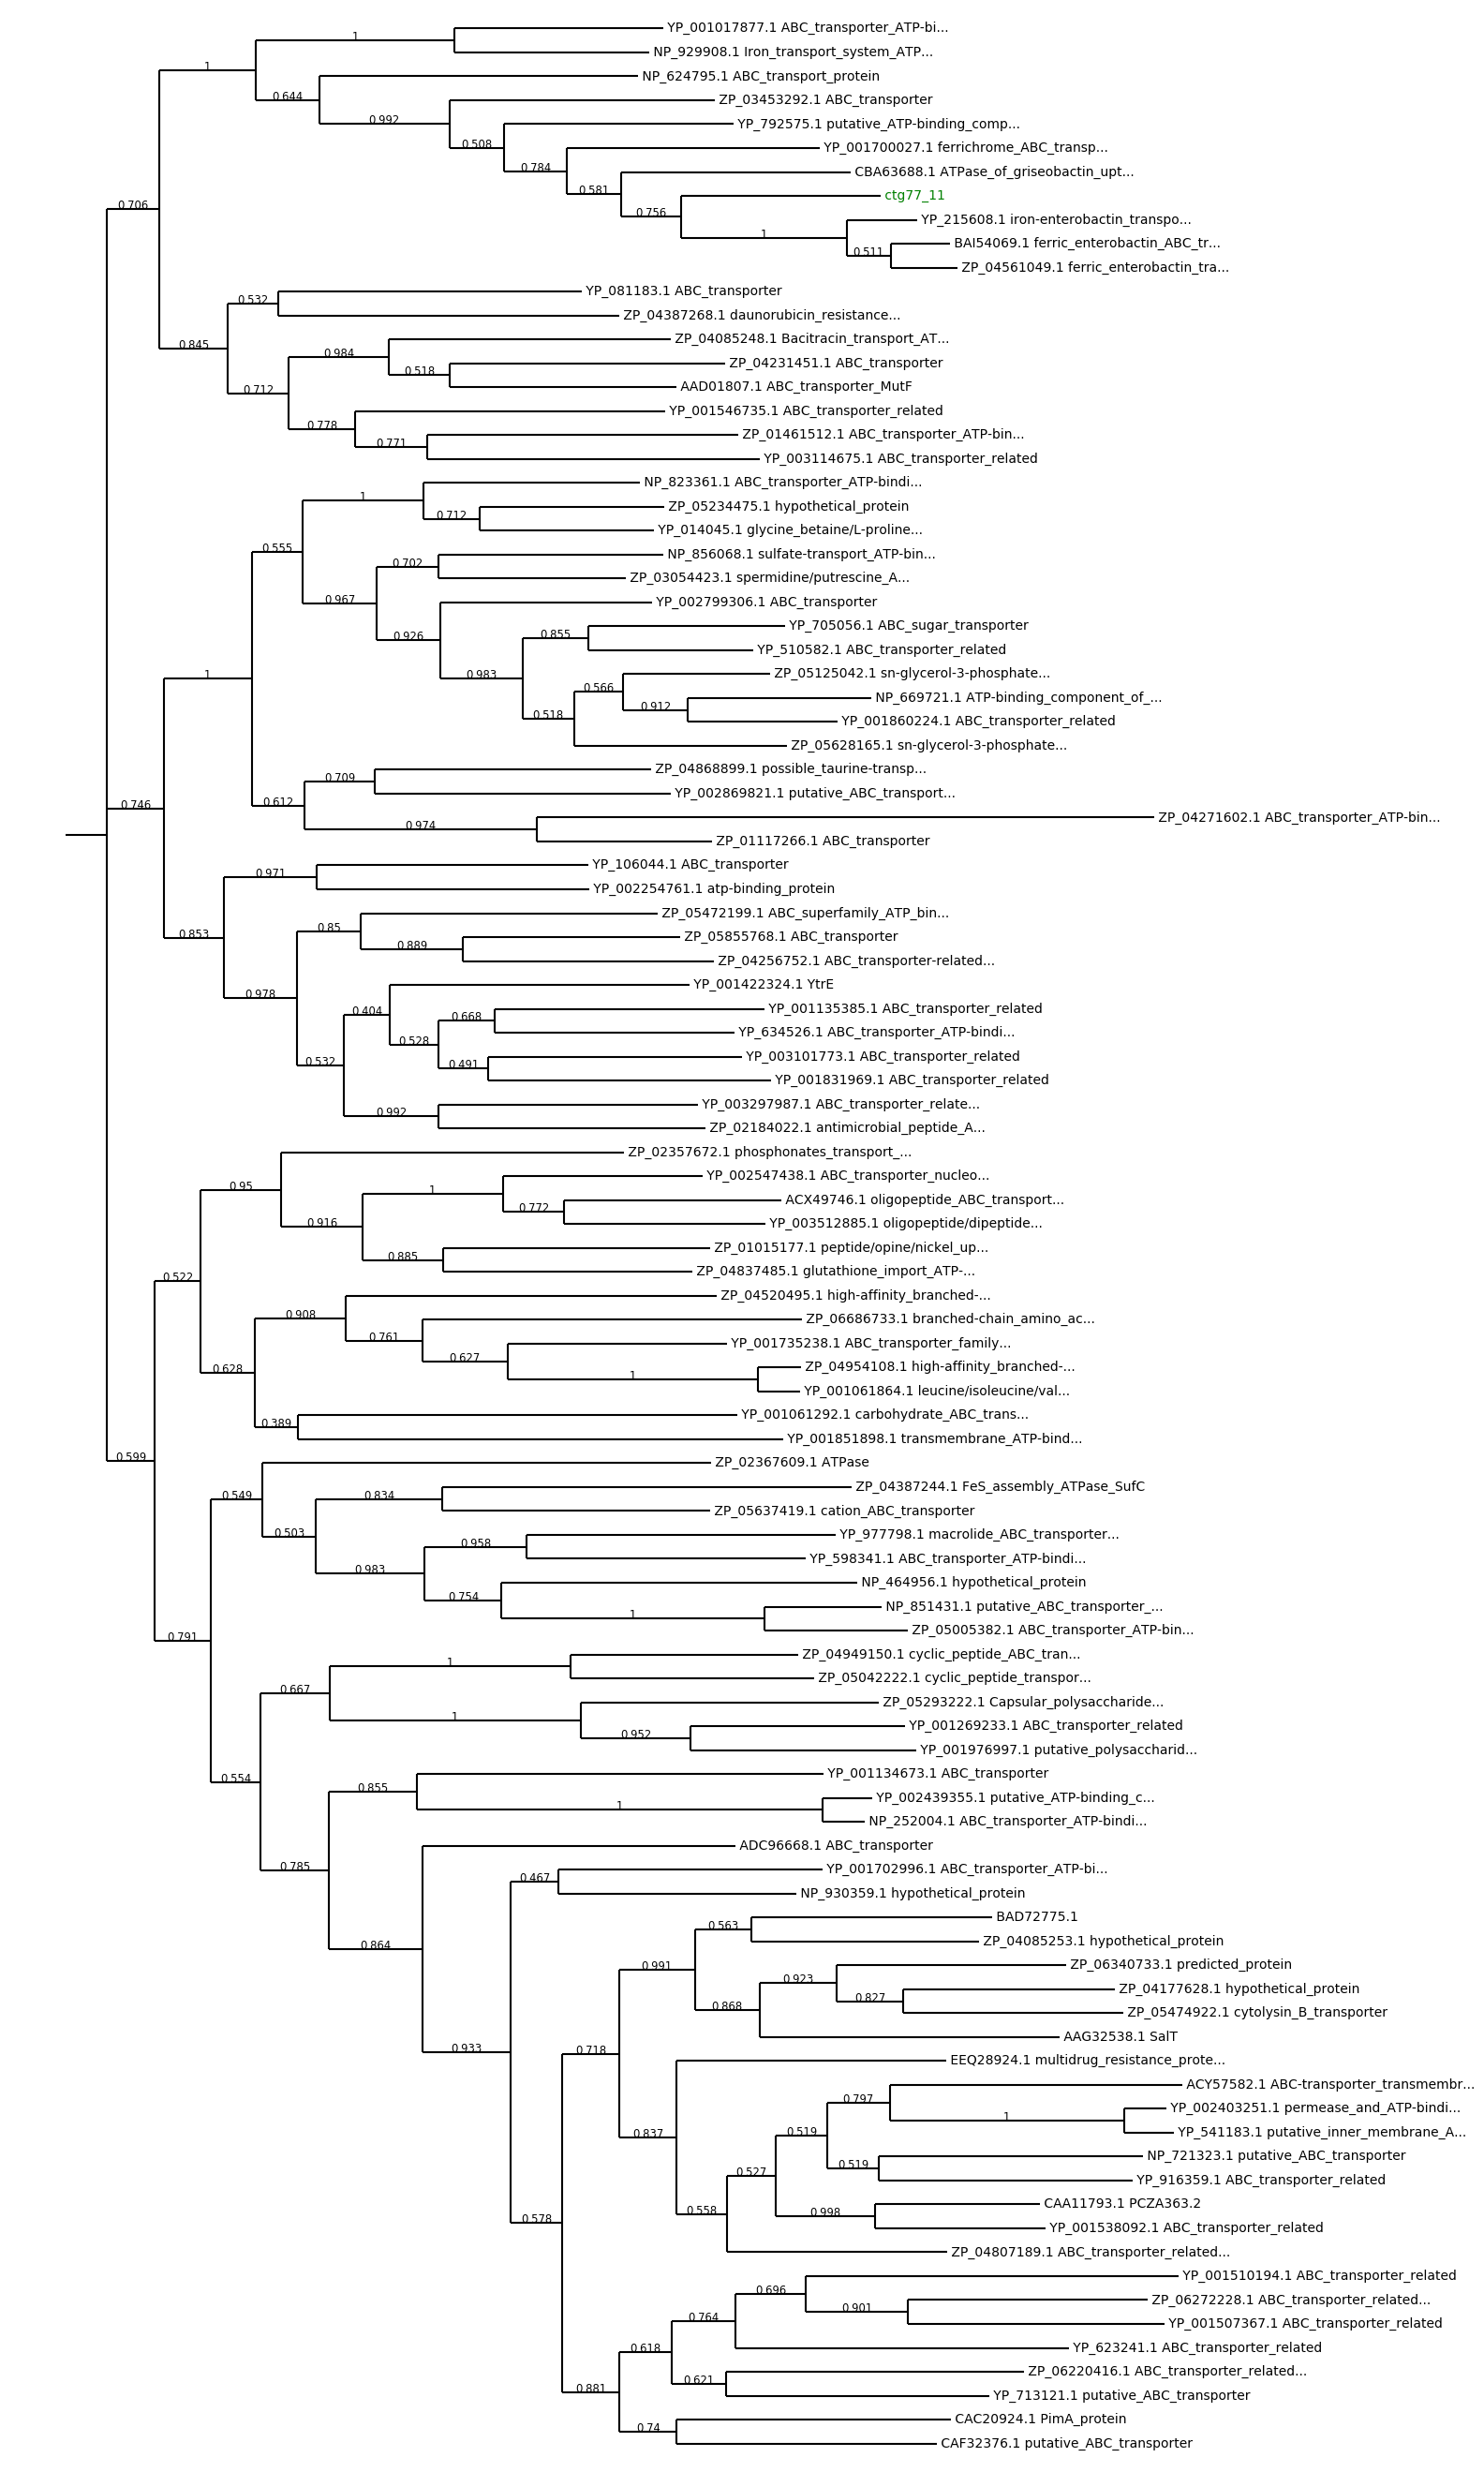 YP_001017877.1 ABC_transporter_ATP-bi...
1
NP_929908.1 Iron_transport_system_ATP...
1
NP_624795.1 ABC_transport_protein
0.644
ZP_03453292.1 ABC_transporter
0.992
YP_792575.1 putative_ATP-binding_comp...
0.508
YP_001700027.1 ferrichrome_ABC_transp...
0.784
CBA63688.1 ATPase_of_griseobactin_upt...
0.581
ctg77_11
0.706
0.756
YP_215608.1 iron-enterobactin_transpo...
1
BAI54069.1 ferric_enterobactin_ABC_tr...
0.511
ZP_04561049.1 ferric_enterobactin_tra...
YP_081183.1 ABC_transporter
0.532
ZP_04387268.1 daunorubicin_resistance...
0.845
ZP_04085248.1 Bacitracin_transport_AT...
0.984
ZP_04231451.1 ABC_transporter
0.518
AAD01807.1 ABC_transporter_MutF
0.712
YP_001546735.1 ABC_transporter_related
0.778
ZP_01461512.1 ABC_transporter_ATP-bin...
0.771
YP_003114675.1 ABC_transporter_related
NP_823361.1 ABC_transporter_ATP-bindi...
1
ZP_05234475.1 hypothetical_protein
0.712
YP_014045.1 glycine_betaine/L-proline...
0.555
NP_856068.1 sulfate-transport_ATP-bin...
0.702
ZP_03054423.1 spermidine/putrescine_A...
0.967
YP_002799306.1 ABC_transporter
YP_705056.1 ABC_sugar_transporter
0.926
0.855
YP_510582.1 ABC_transporter_related
1
0.983
ZP_05125042.1 sn-glycerol-3-phosphate...
0.566
NP_669721.1 ATP-binding_component_of_...
0.912
0.518
YP_001860224.1 ABC_transporter_related
ZP_05628165.1 sn-glycerol-3-phosphate...
ZP_04868899.1 possible_taurine-transp...
0.709
YP_002869821.1 putative_ABC_transport...
0.746
0.612
ZP_04271602.1 ABC_transporter_ATP-bin...
0.974
ZP_01117266.1 ABC_transporter
YP_106044.1 ABC_transporter
0.971
YP_002254761.1 atp-binding_protein
ZP_05472199.1 ABC_superfamily_ATP_bin...
0.853
0.85
ZP_05855768.1 ABC_transporter
0.889
ZP_04256752.1 ABC_transporter-related...
YP_001422324.1 YtrE
0.978
YP_001135385.1 ABC_transporter_related
0.404
0.668
YP_634526.1 ABC_transporter_ATP-bindi...
0.528
YP_003101773.1 ABC_transporter_related
0.532
0.491
YP_001831969.1 ABC_transporter_related
YP_003297987.1 ABC_transporter_relate...
0.992
ZP_02184022.1 antimicrobial_peptide_A...
ZP_02357672.1 phosphonates_transport_...
YP_002547438.1 ABC_transporter_nucleo...
0.95
1
ACX49746.1 oligopeptide_ABC_transport...
0.772
YP_003512885.1 oligopeptide/dipeptide...
0.916
ZP_01015177.1 peptide/opine/nickel_up...
0.885
ZP_04837485.1 glutathione_import_ATP-...
0.522
ZP_04520495.1 high-affinity_branched-...
0.908
ZP_06686733.1 branched-chain_amino_ac...
0.761
YP_001735238.1 ABC_transporter_family...
0.627
0.628
ZP_04954108.1 high-affinity_branched-...
1
YP_001061864.1 leucine/isoleucine/val...
YP_001061292.1 carbohydrate_ABC_trans...
0.389
YP_001851898.1 transmembrane_ATP-bind...
0.599
ZP_02367609.1 ATPase
0.549
ZP_04387244.1 FeS_assembly_ATPase_SufC
0.834
ZP_05637419.1 cation_ABC_transporter
0.503
YP_977798.1 macrolide_ABC_transporter...
0.958
YP_598341.1 ABC_transporter_ATP-bindi...
0.983
NP_464956.1 hypothetical_protein
0.754
NP_851431.1 putative_ABC_transporter_...
1
ZP_05005382.1 ABC_transporter_ATP-bin...
0.791
ZP_04949150.1 cyclic_peptide_ABC_tran...
1
ZP_05042222.1 cyclic_peptide_transpor...
0.667
ZP_05293222.1 Capsular_polysaccharide...
1
YP_001269233.1 ABC_transporter_related
0.952
YP_001976997.1 putative_polysaccharid...
0.554
YP_001134673.1 ABC_transporter
0.855
YP_002439355.1 putative_ATP-binding_c...
1
NP_252004.1 ABC_transporter_ATP-bindi...
ADC96668.1 ABC_transporter
0.785
YP_001702996.1 ABC_transporter_ATP-bi...
0.467
NP_930359.1 hypothetical_protein
BAD72775.1
0.563
0.864
ZP_04085253.1 hypothetical_protein
0.991
ZP_06340733.1 predicted_protein
0.923
ZP_04177628.1 hypothetical_protein
0.827
0.868
ZP_05474922.1 cytolysin_B_transporter
AAG32538.1 SalT
0.933
0.718
EEQ28924.1 multidrug_resistance_prote...
ACY57582.1 ABC-transporter_transmembr...
0.797
YP_002403251.1 permease_and_ATP-bindi...
1
0.837
0.519
YP_541183.1 putative_inner_membrane_A...
NP_721323.1 putative_ABC_transporter
0.519
0.527
YP_916359.1 ABC_transporter_related
CAA11793.1 PCZA363.2
0.578
0.558
0.998
YP_001538092.1 ABC_transporter_related
ZP_04807189.1 ABC_transporter_related...
YP_001510194.1 ABC_transporter_related
0.696
ZP_06272228.1 ABC_transporter_related...
0.901
0.764
YP_001507367.1 ABC_transporter_related
0.618
YP_623241.1 ABC_transporter_related
ZP_06220416.1 ABC_transporter_related...
0.621
0.881
YP_713121.1 putative_ABC_transporter
CAC20924.1 PimA_protein
0.74
CAF32376.1 putative_ABC_transporter